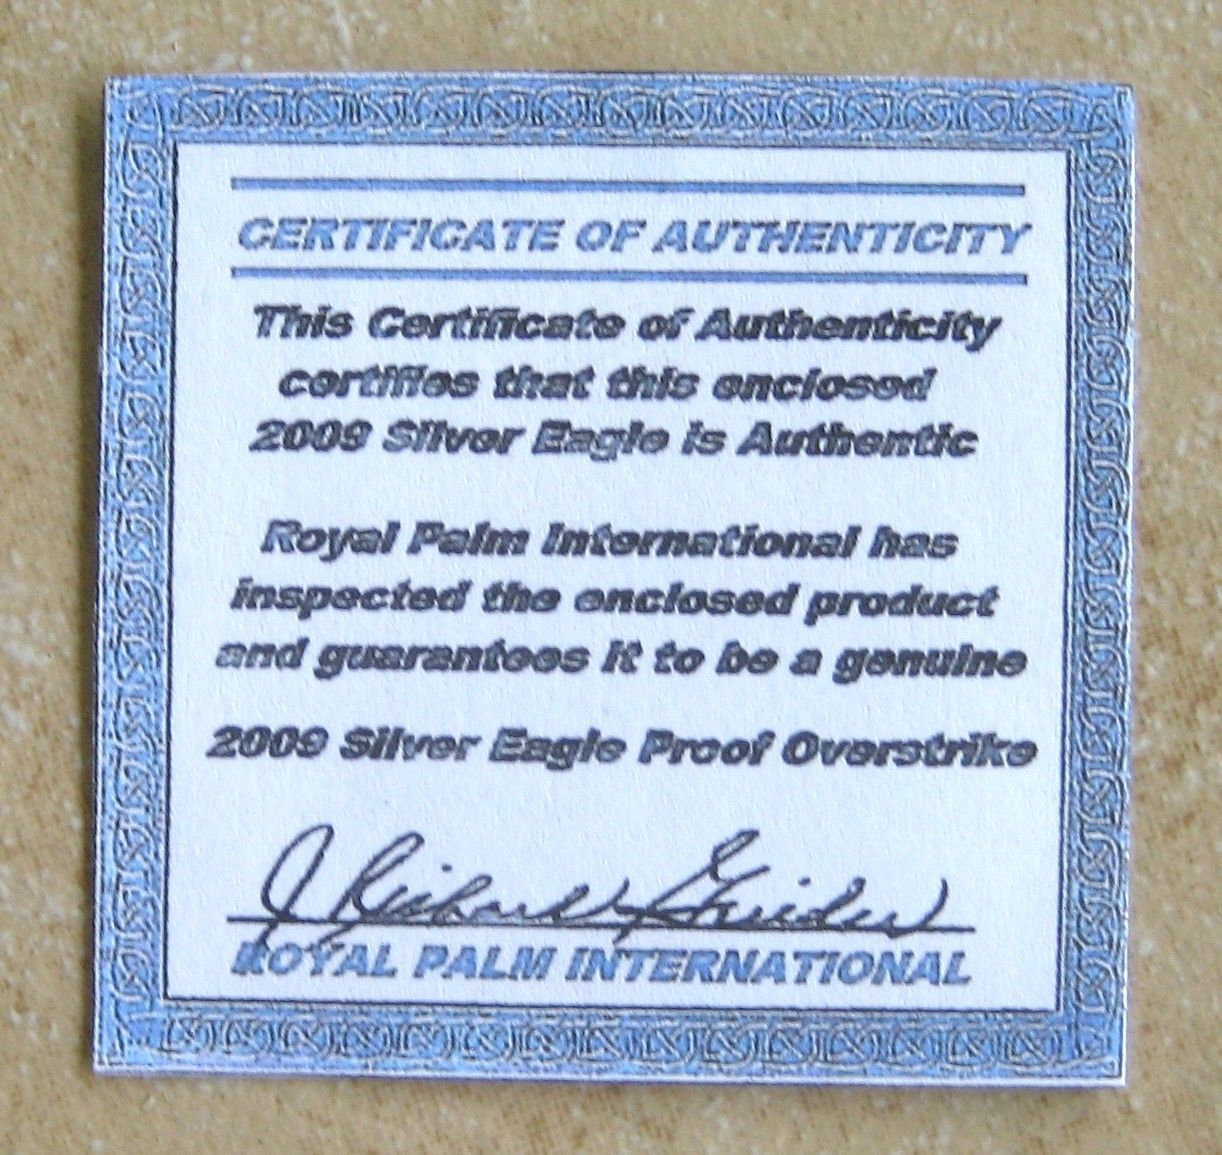 CERTIFICATE OF AUTHENTICITY
This Certificate of Authenticity
certifies that this enclosed
2009 Silver Eagle is Authentic
Royal Palm International has
inspected the enclosed product
and guarantees it to be a genuine
2009 Silver Eagle Proof Overstrike
J Richard Greider
ROYAL PALM INTERNATIONAL